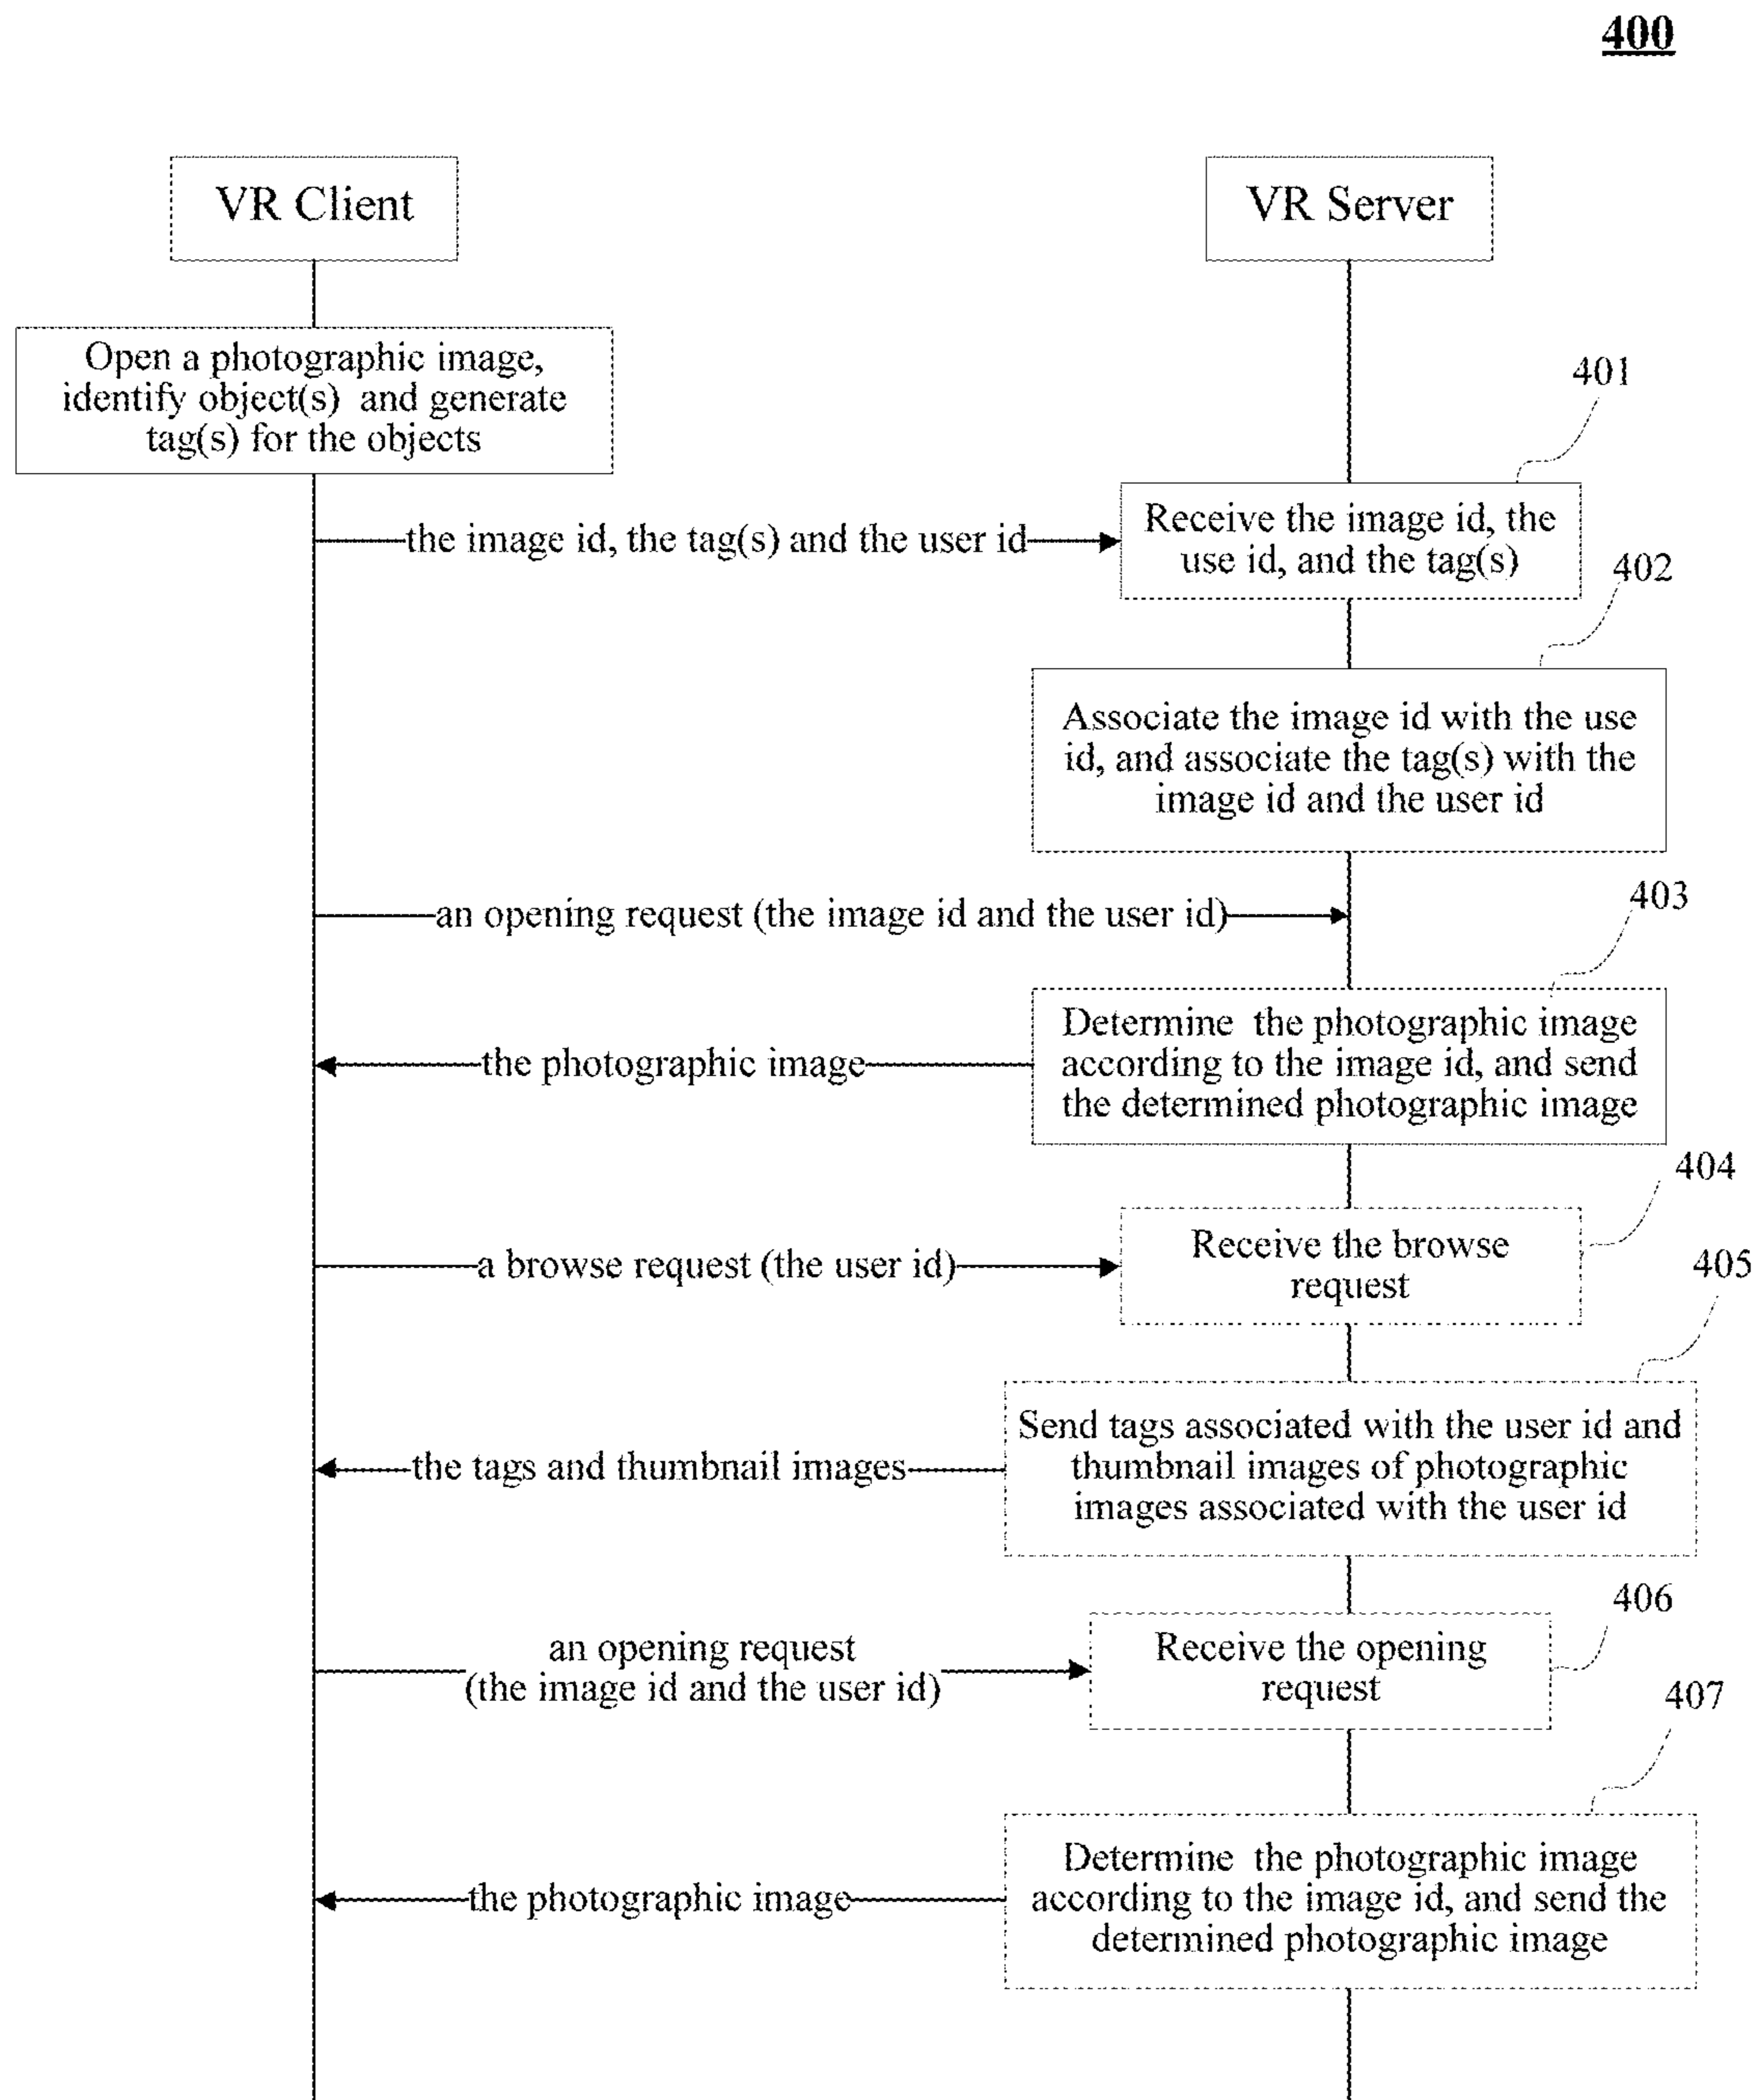 400
VR Client
VR Server
Open a photographic image,
identify object(s) and generate
tag(s) for the objects
401
the image id, the tag(s) and the user id
Receive the image id, the
use id, and the tag(s)
402
Associate the image id with the use
id, and associate the tag(s) with the
image id and the user id
an opening request (the image id and the user id)
403
Determine the photographic image
according to the image id, and send
the determined photographic image
the photographic image
404
a browse request (the user id)
Receive the browse
request
405
Send tags associated with the user id and
thumbnail images of photographic
images associated with the user id
the tags and thumbnail images
406
an opening request
(the image id and the user id)
Receive the opening
request
407
Determine the photographic image
according to the image id, and send the
determined photographic image
the photographic image